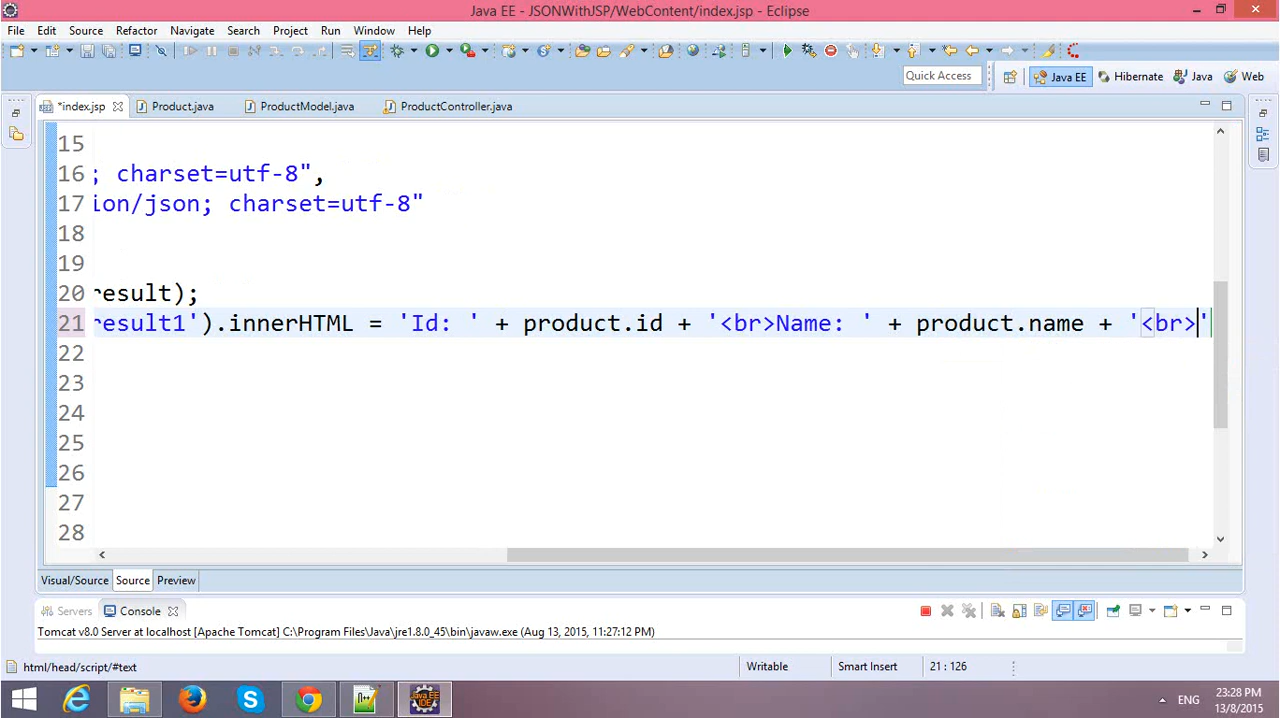 Java EE - JSONWithJSP/WebContent/index.jsp - Eclipse
File Edit Source Refactor Navigate Search Project Run Window Help
Quick Access Java EE Hibernate Java Web
*index.jsp Product.java ProductModel.java ProductController.java
15
16 ; charset=utf-8",
17 ion/json; charset=utf-8"
18
19
20 result);
21 result1').innerHTML = 'Id: ' + product.id + '<br>Name: ' + product.name + '<br>'
22
23
24
25
26
27
28
Visual/Source Source Preview
Servers Console
Tomcat v8.0 Server at localhost [Apache Tomcat] C:\Program Files\Java\jre1.8.0_45\bin\javaw.exe (Aug 13, 2015, 11:27:12 PM)
html/head/script/#text Writable Smart Insert 21 : 126
ENG 23:28 PM
13/8/2015